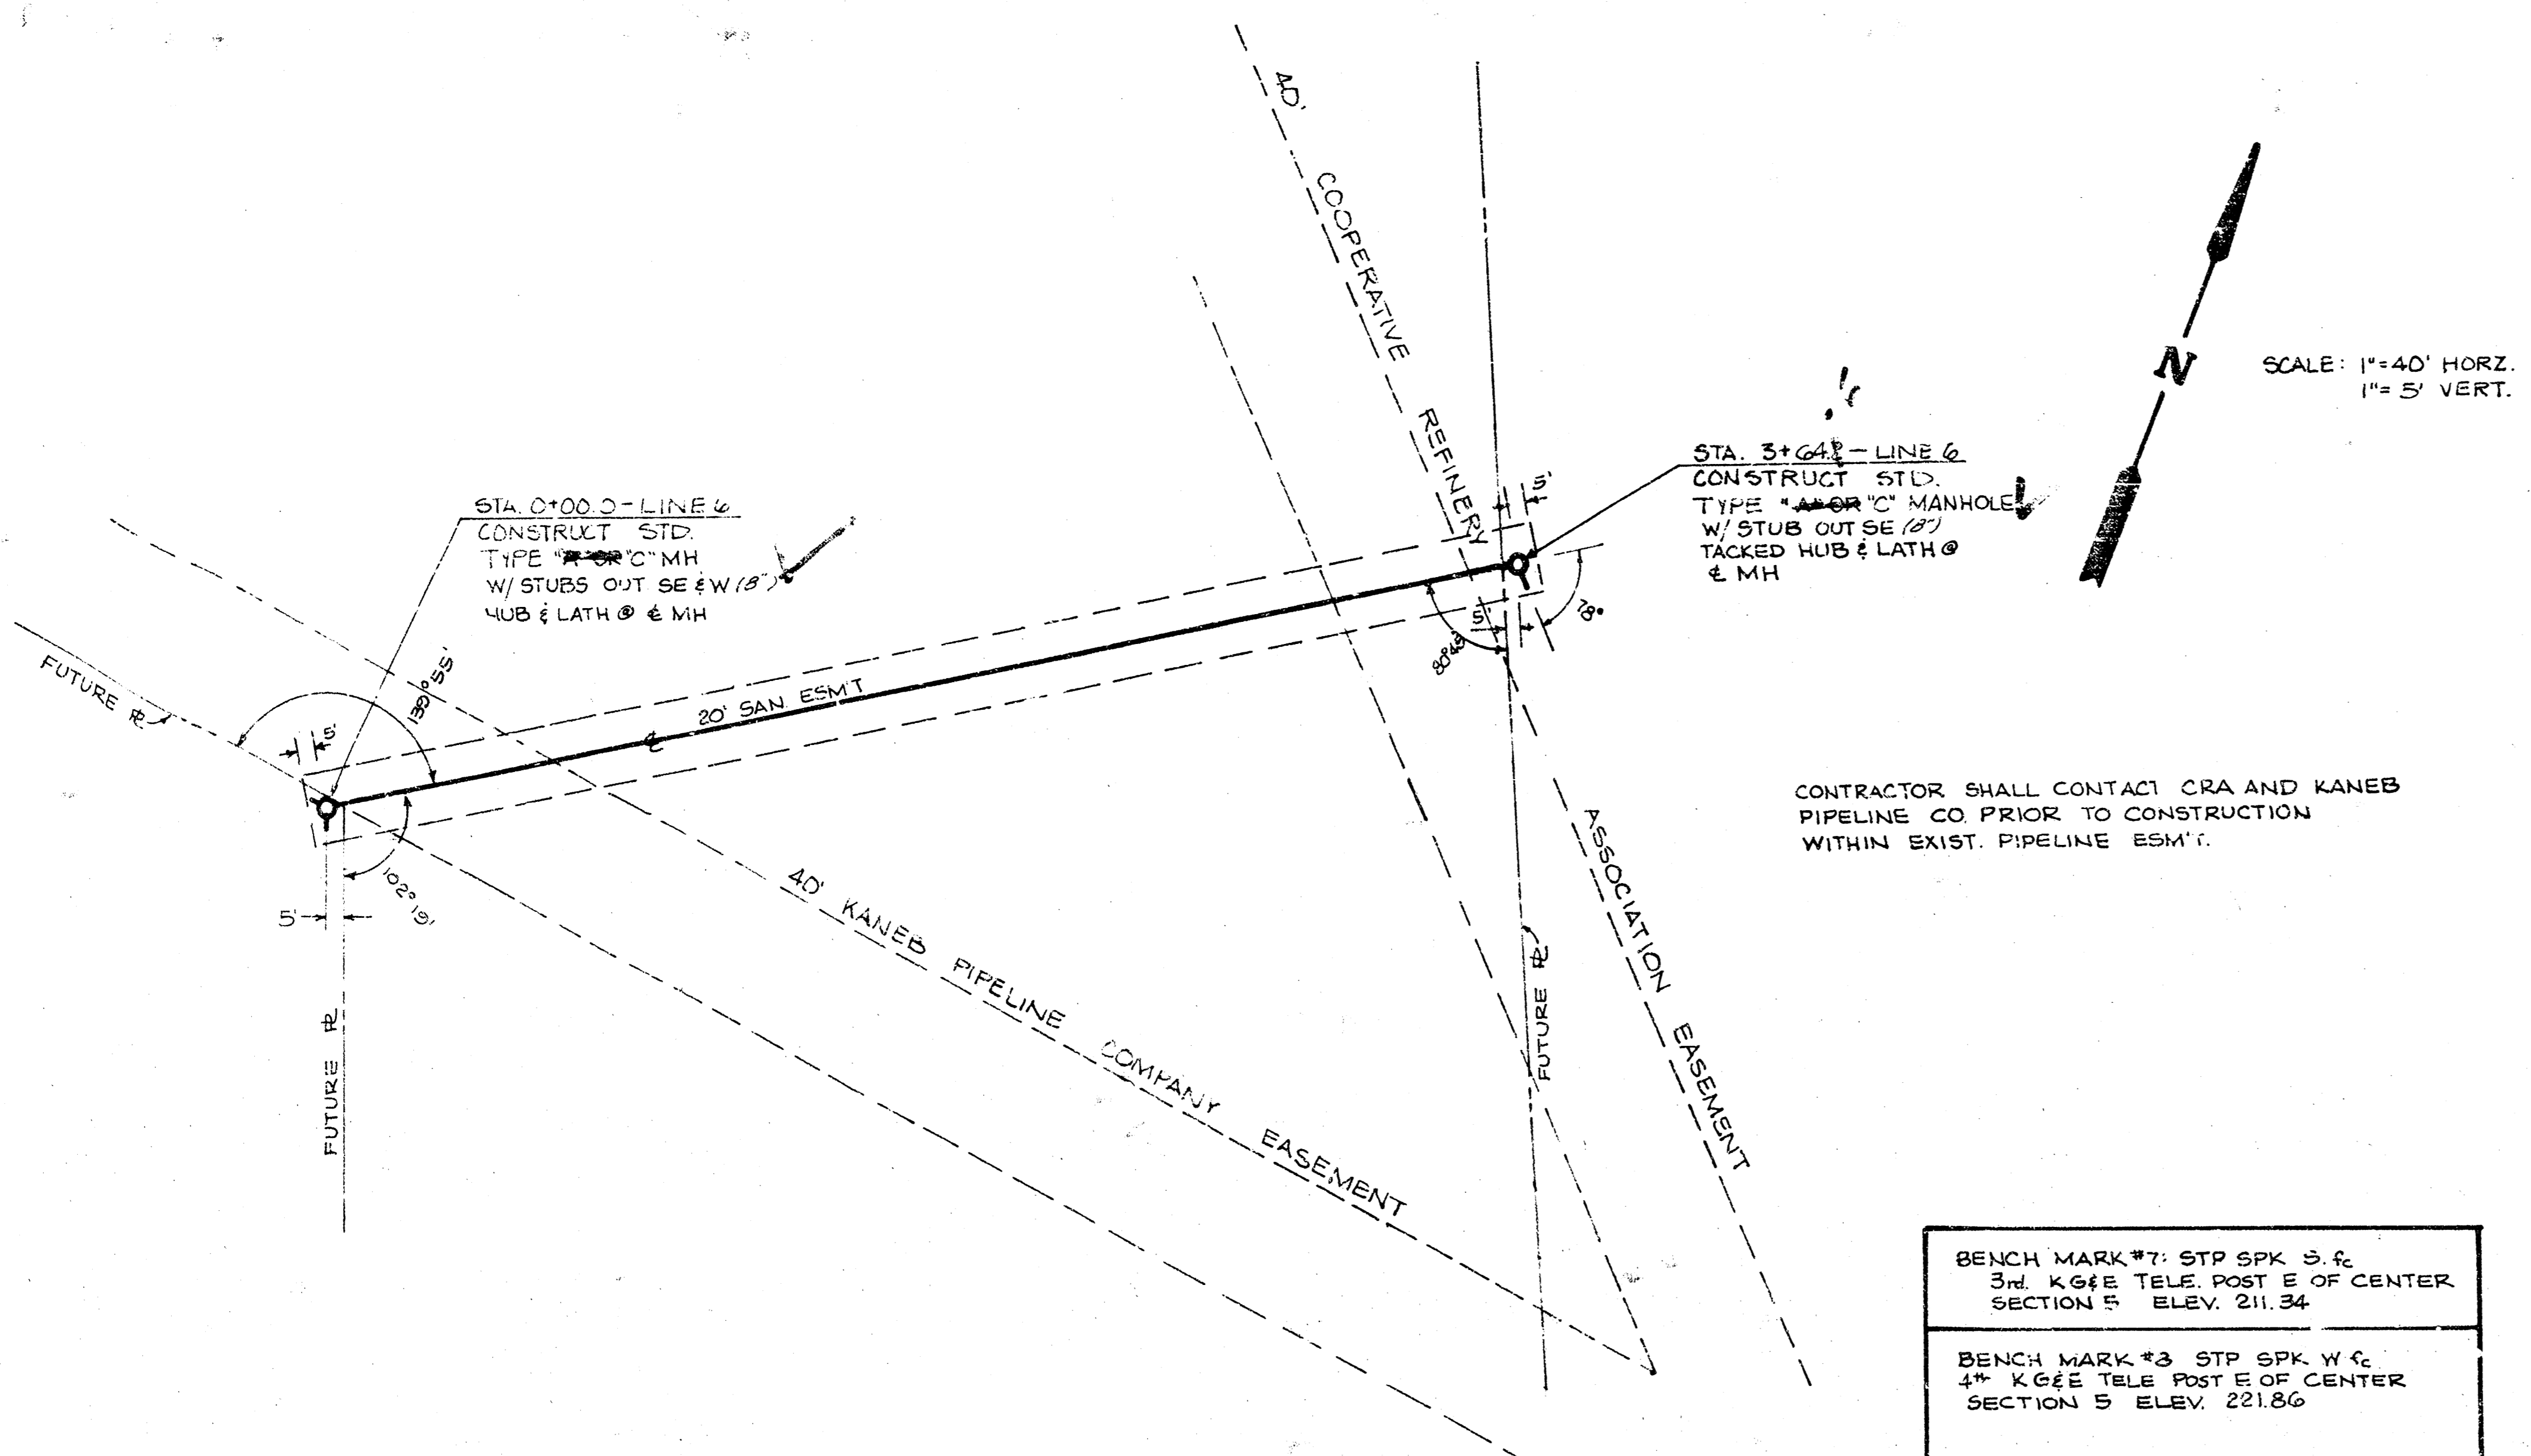 40' COOPERATIVE REFINERY ASSOCIATION EASEMENT
N
SCALE: 1"=40' HORZ.
1"= 5' VERT.
STA. 0+00.0-LINE 6
CONSTRUCT STD.
TYPE "A" OR "C" MH
W/ STUBS OUT SE & W (8")
HUB & LATH @ ℄ MH
STA. 3+64. - LINE 6
CONSTRUCT STD.
TYPE "A" OR "C" MANHOLE
W/ STUB OUT SE (8")
TACKED HUB & LATH @
℄ MH
5'
78°
5'
80°43'
FUTURE ⅊
139°55'
5'
20' SAN. ESM'T
℄
102°19'
5'
FUTURE ⅊
40' KANEB PIPELINE COMPANY EASEMENT
FUTURE ⅊
CONTRACTOR SHALL CONTACT CRA AND KANEB
PIPELINE CO. PRIOR TO CONSTRUCTION
WITHIN EXIST. PIPELINE ESM'T.
BENCH MARK #7: STP SPK S. fc
3rd. KG&E TELE. POST E OF CENTER
SECTION 5 ELEV. 211.34
BENCH MARK STP SPK W fc
4th KG&E TELE POST E OF CENTER
SECTION 5 ELEV. 221.86